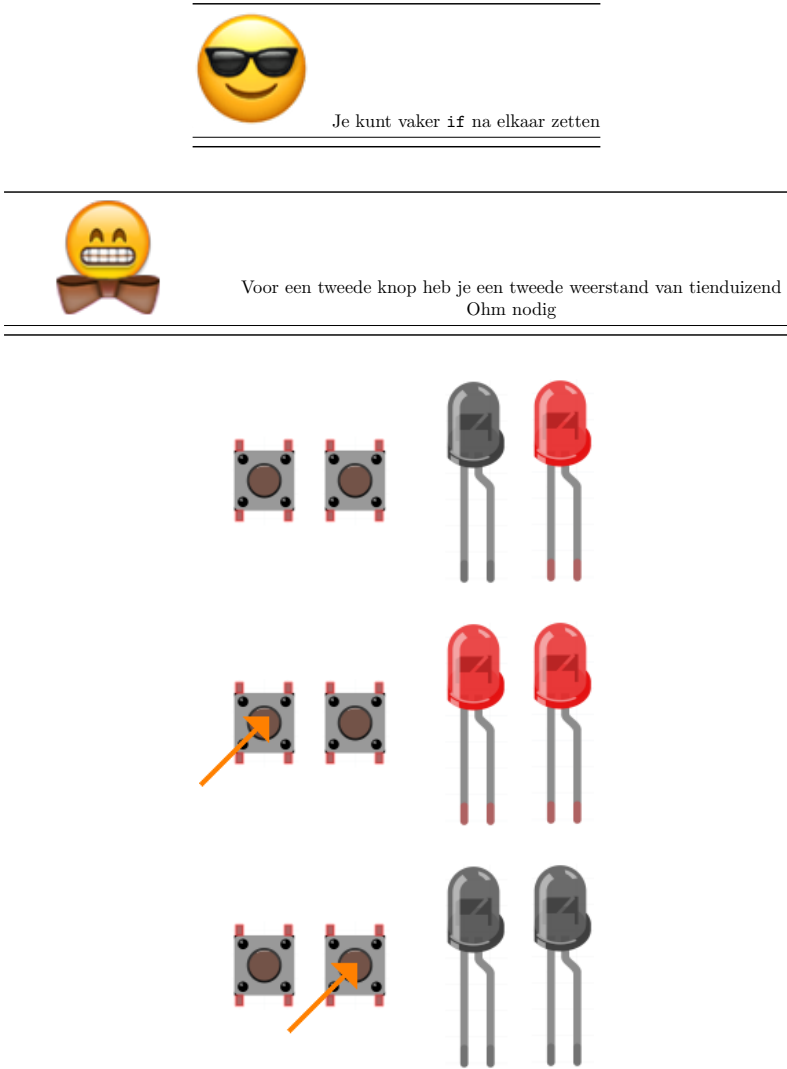 Je kunt vaker if na elkaar zetten
Voor een tweede knop heb je een tweede weerstand van tienduizend
Ohm nodig